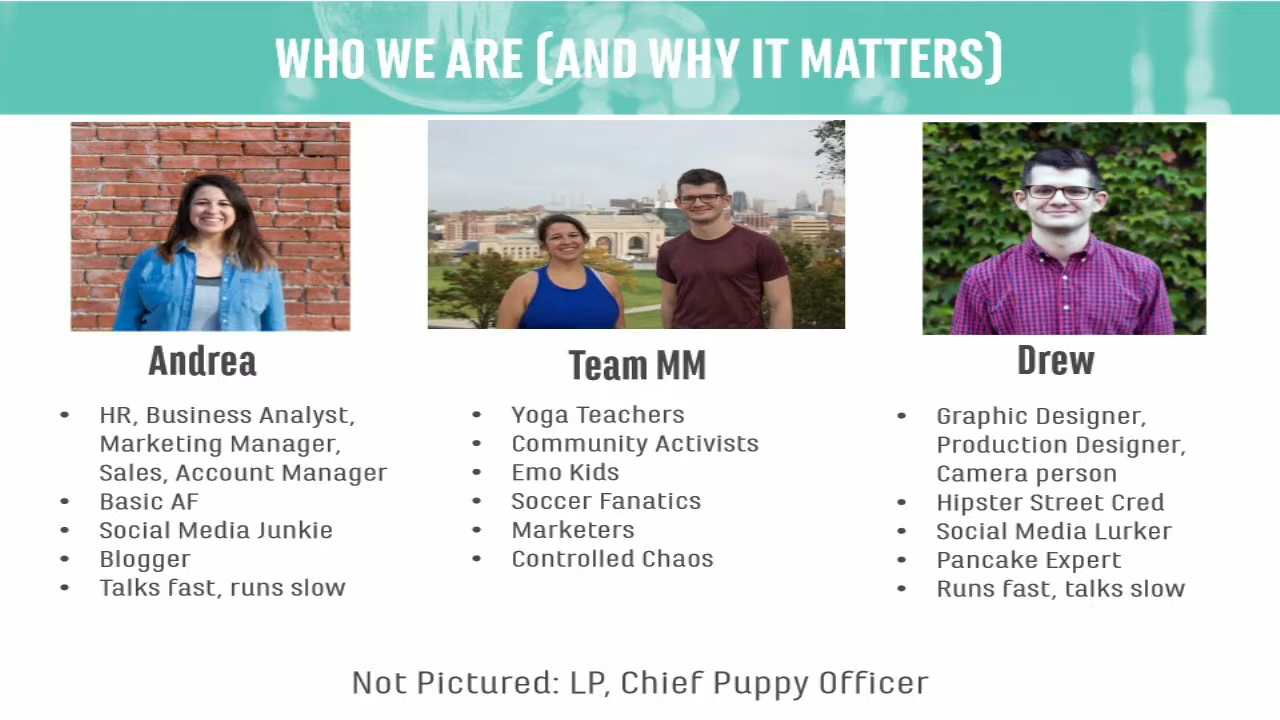 WHO WE ARE (AND WHY IT MATTERS)
Andrea
• HR, Business Analyst,
Marketing Manager,
Sales, Account Manager
• Basic AF
• Social Media Junkie
• Blogger
• Talks fast, runs slow
Team MM
• Yoga Teachers
• Community Activists
• Emo Kids
• Soccer Fanatics
• Marketers
• Controlled Chaos
Drew
• Graphic Designer,
Production Designer,
Camera person
• Hipster Street Cred
• Social Media Lurker
• Pancake Expert
• Runs fast, talks slow
Not Pictured: LP, Chief Puppy Officer